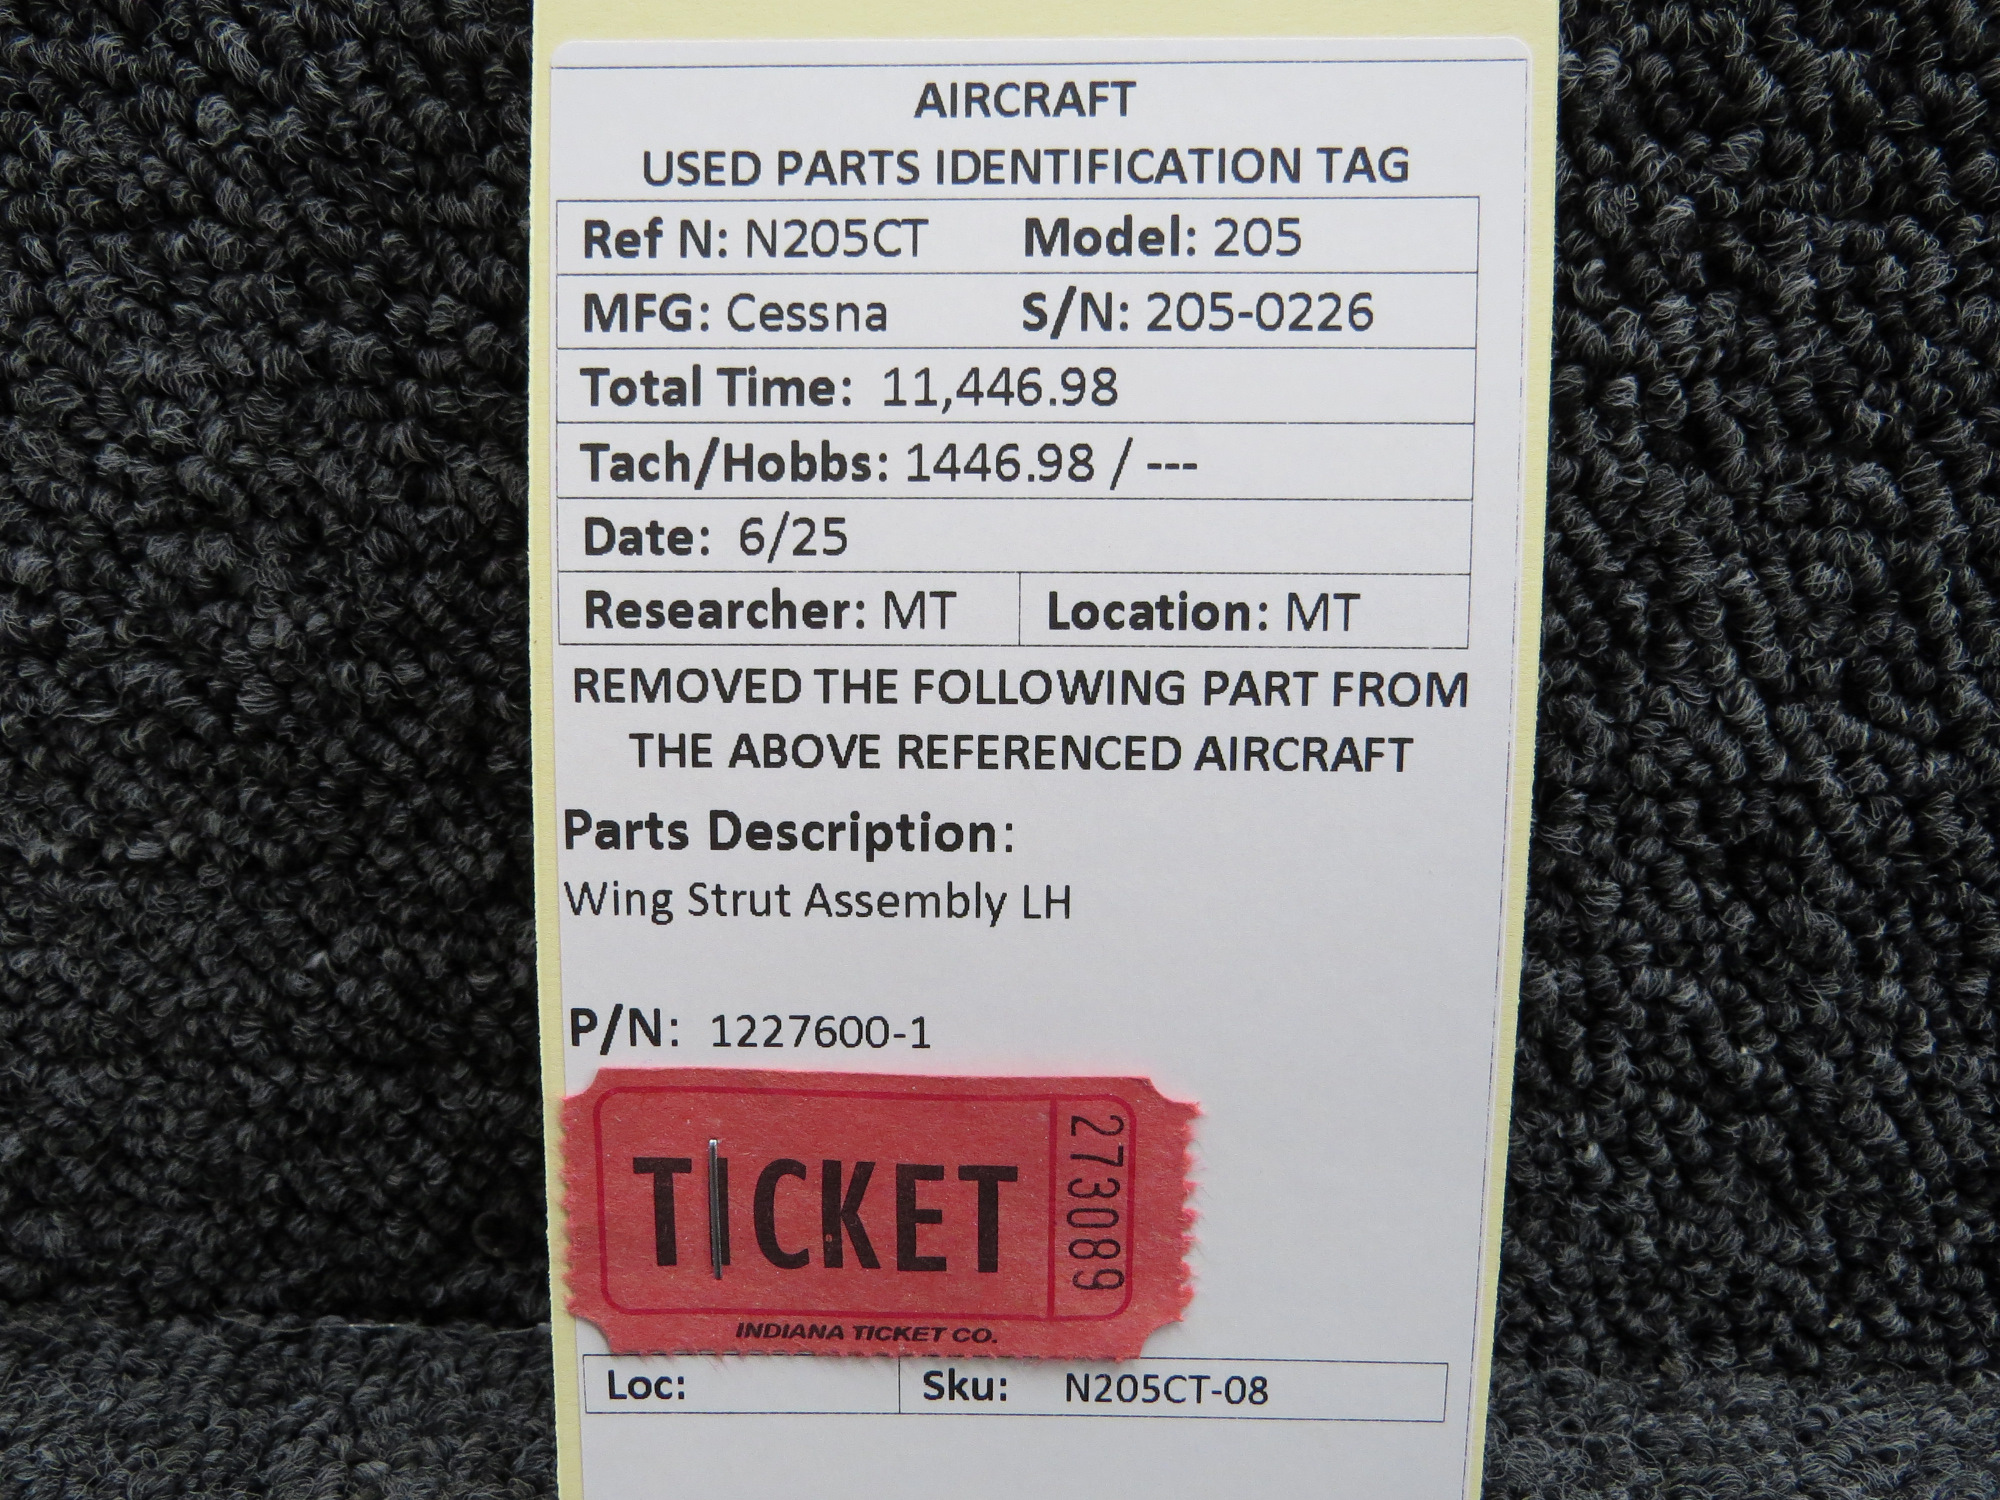 AIRCRAFT
USED PARTS IDENTIFICATION TAG
Ref N: N205CT Model: 205
MFG: Cessna S/N: 205-0226
Total Time: 11,446.98
Tach/Hobbs: 1446.98 / ---
Date: 6/25
Researcher: MT Location: MT
REMOVED THE FOLLOWING PART FROM
THE ABOVE REFERENCED AIRCRAFT
Parts Description:
Wing Strut Assembly LH
P/N: 1227600-1
TICKET
273089
INDIANA TICKET CO.
Loc: Sku: N205CT-08